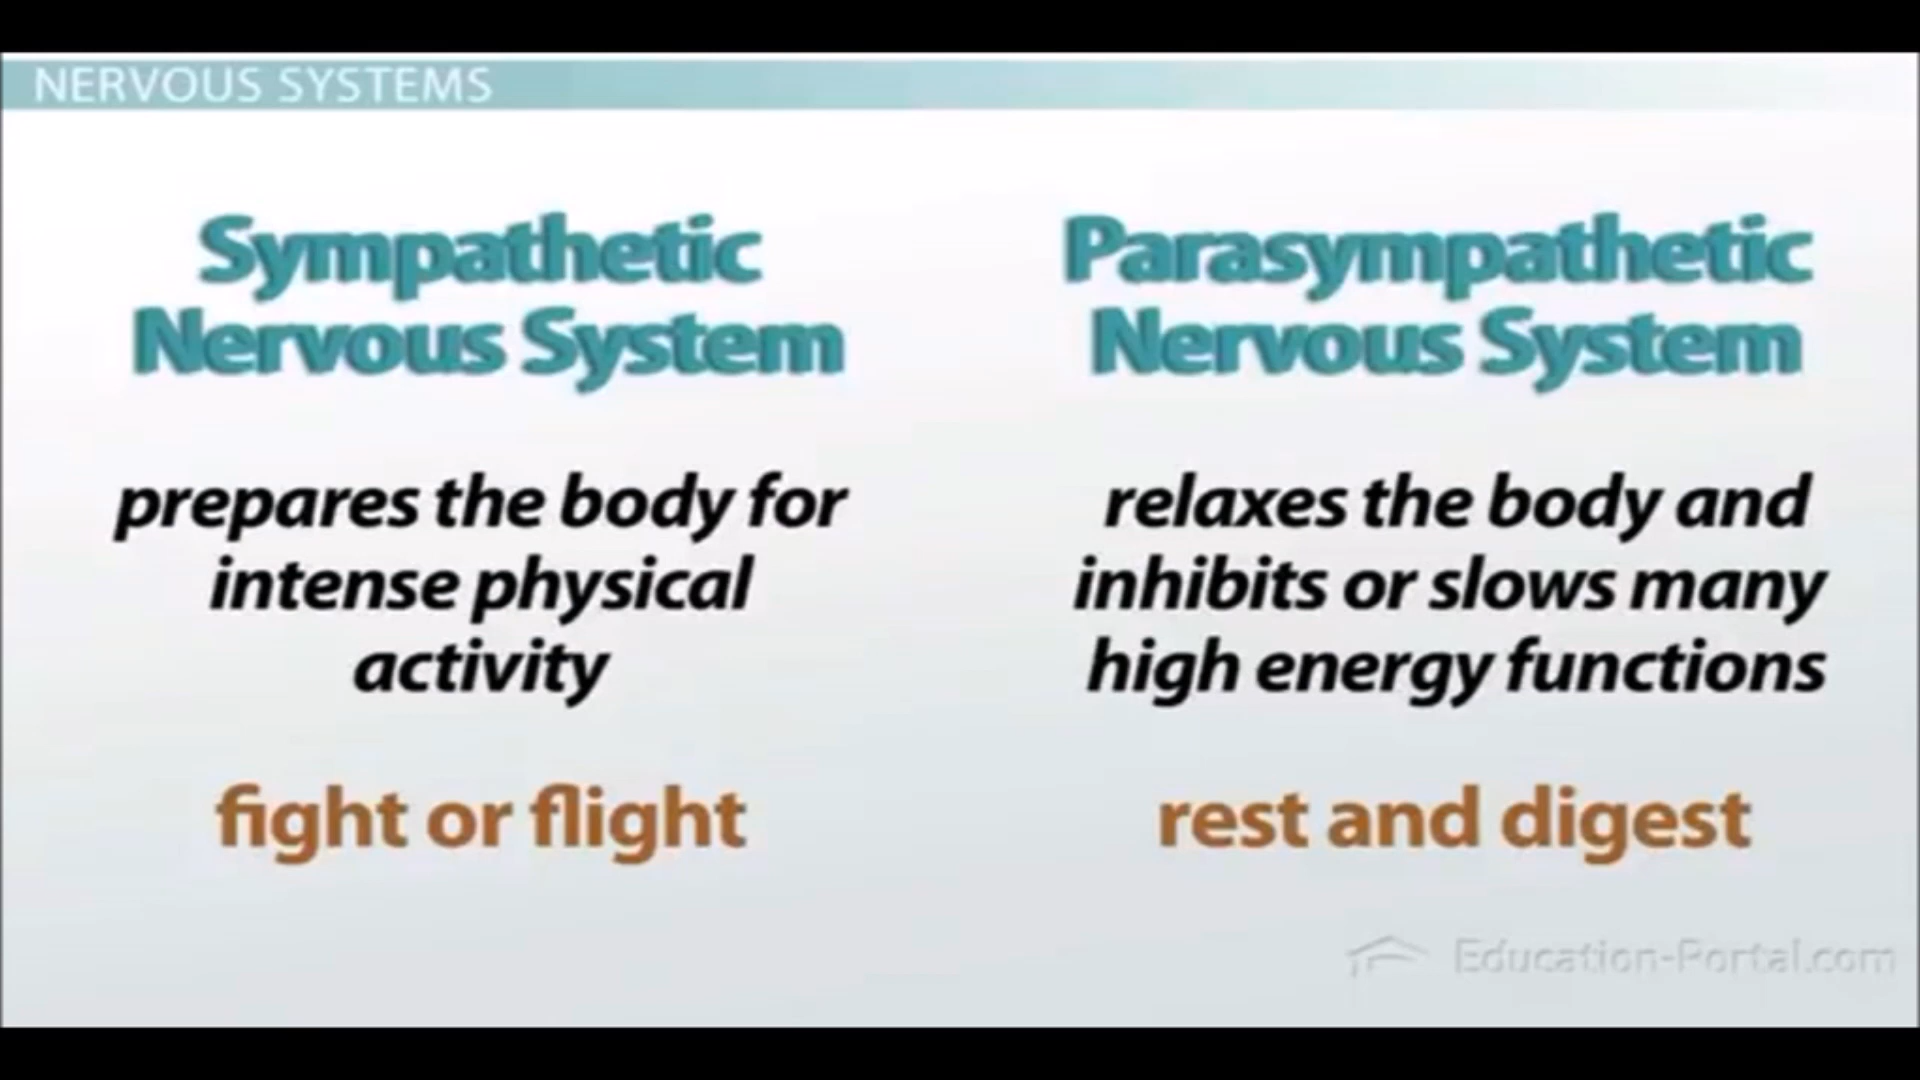 NERVOUS SYSTEMS
Sympathetic
Nervous System
prepares the body for
intense physical
activity
fight or flight
Parasympathetic
Nervous System
relaxes the body and
inhibits or slows many
high energy functions
rest and digest
Education-Portal.com